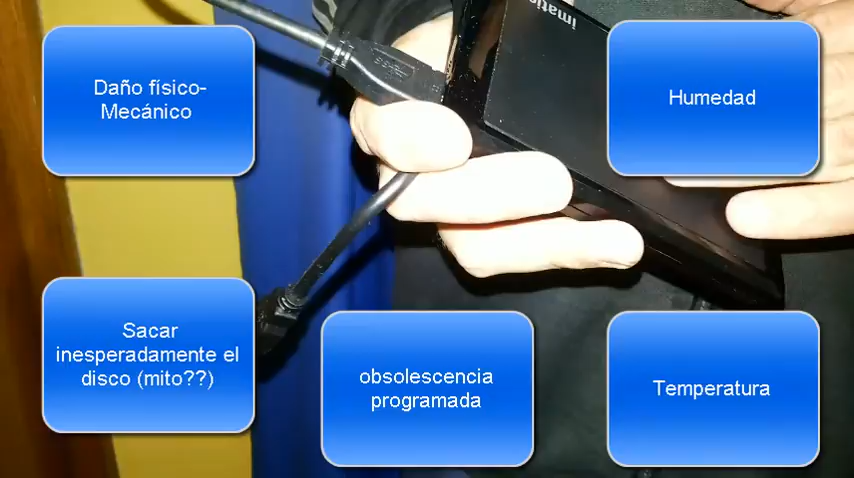 Daño físico-
Mecánico
Humedad
Sacar
inesperadamente el
disco (mito??)
obsolescencia
programada
Temperatura